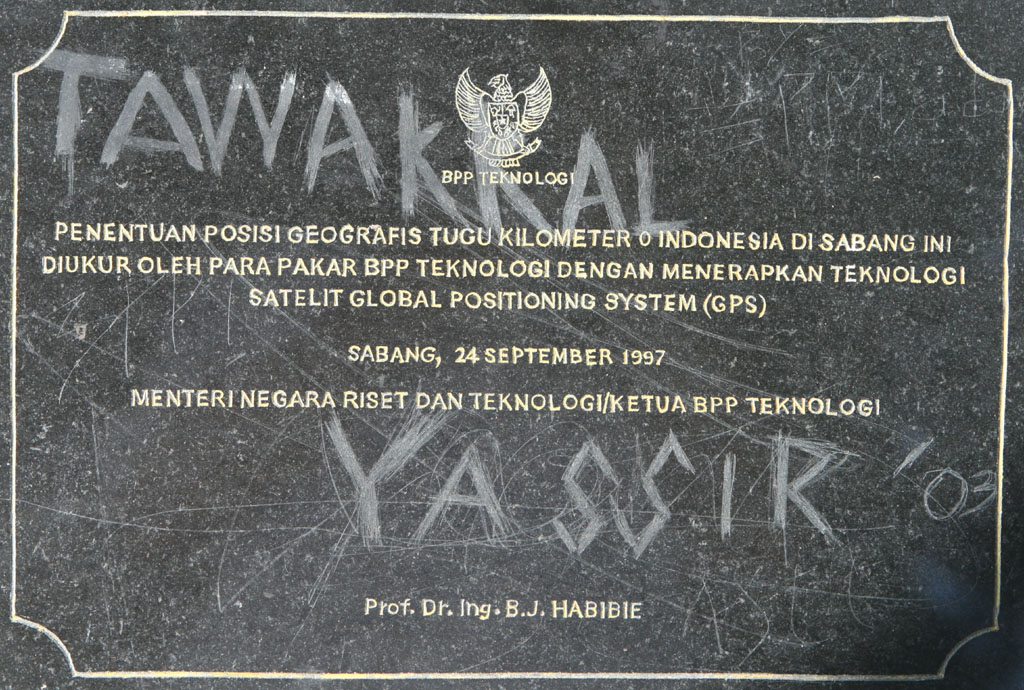 TAWAKKAL
BPP TEKNOLOGI
PENENTUAN POSISI GEOGRAFIS TUGU KILOMETER 0 INDONESIA DI SABANG INI
DIUKUR OLEH PARA PAKAR BPP TEKNOLOGI DENGAN MENERAPKAN TEKNOLOGI
SATELIT GLOBAL POSITIONING SYSTEM (GPS)
SABANG, 24 SEPTEMBER 1997
MENTERI NEGARA RISET DAN TEKNOLOGI/KETUA BPP TEKNOLOGI
YASSIR '03
Prof. Dr. Ing. B.J. HABIBIE